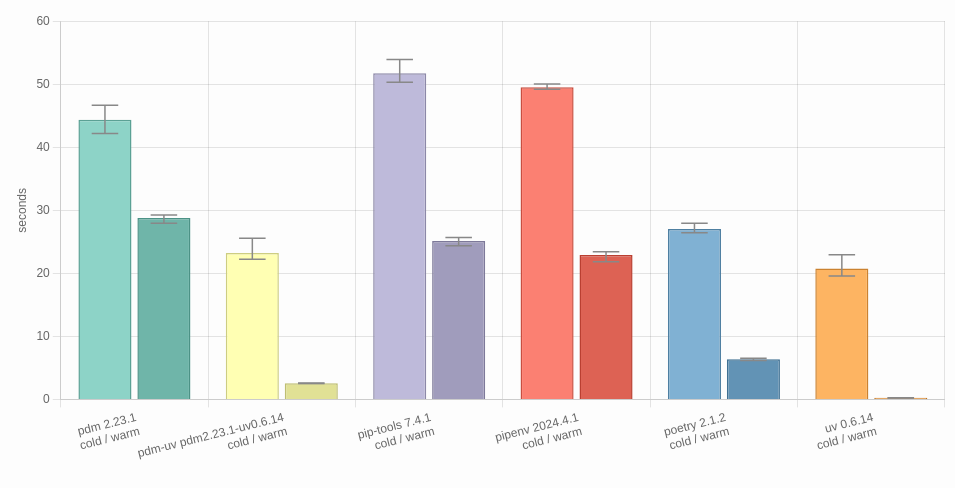 60
50
40
30
20
10
0
seconds
pdm 2.23.1
cold / warm
pdm-uv pdm2.23.1-uv0.6.14
cold / warm
pip-tools 7.4.1
cold / warm
pipenv 2024.4.1
cold / warm
poetry 2.1.2
cold / warm
uv 0.6.14
cold / warm